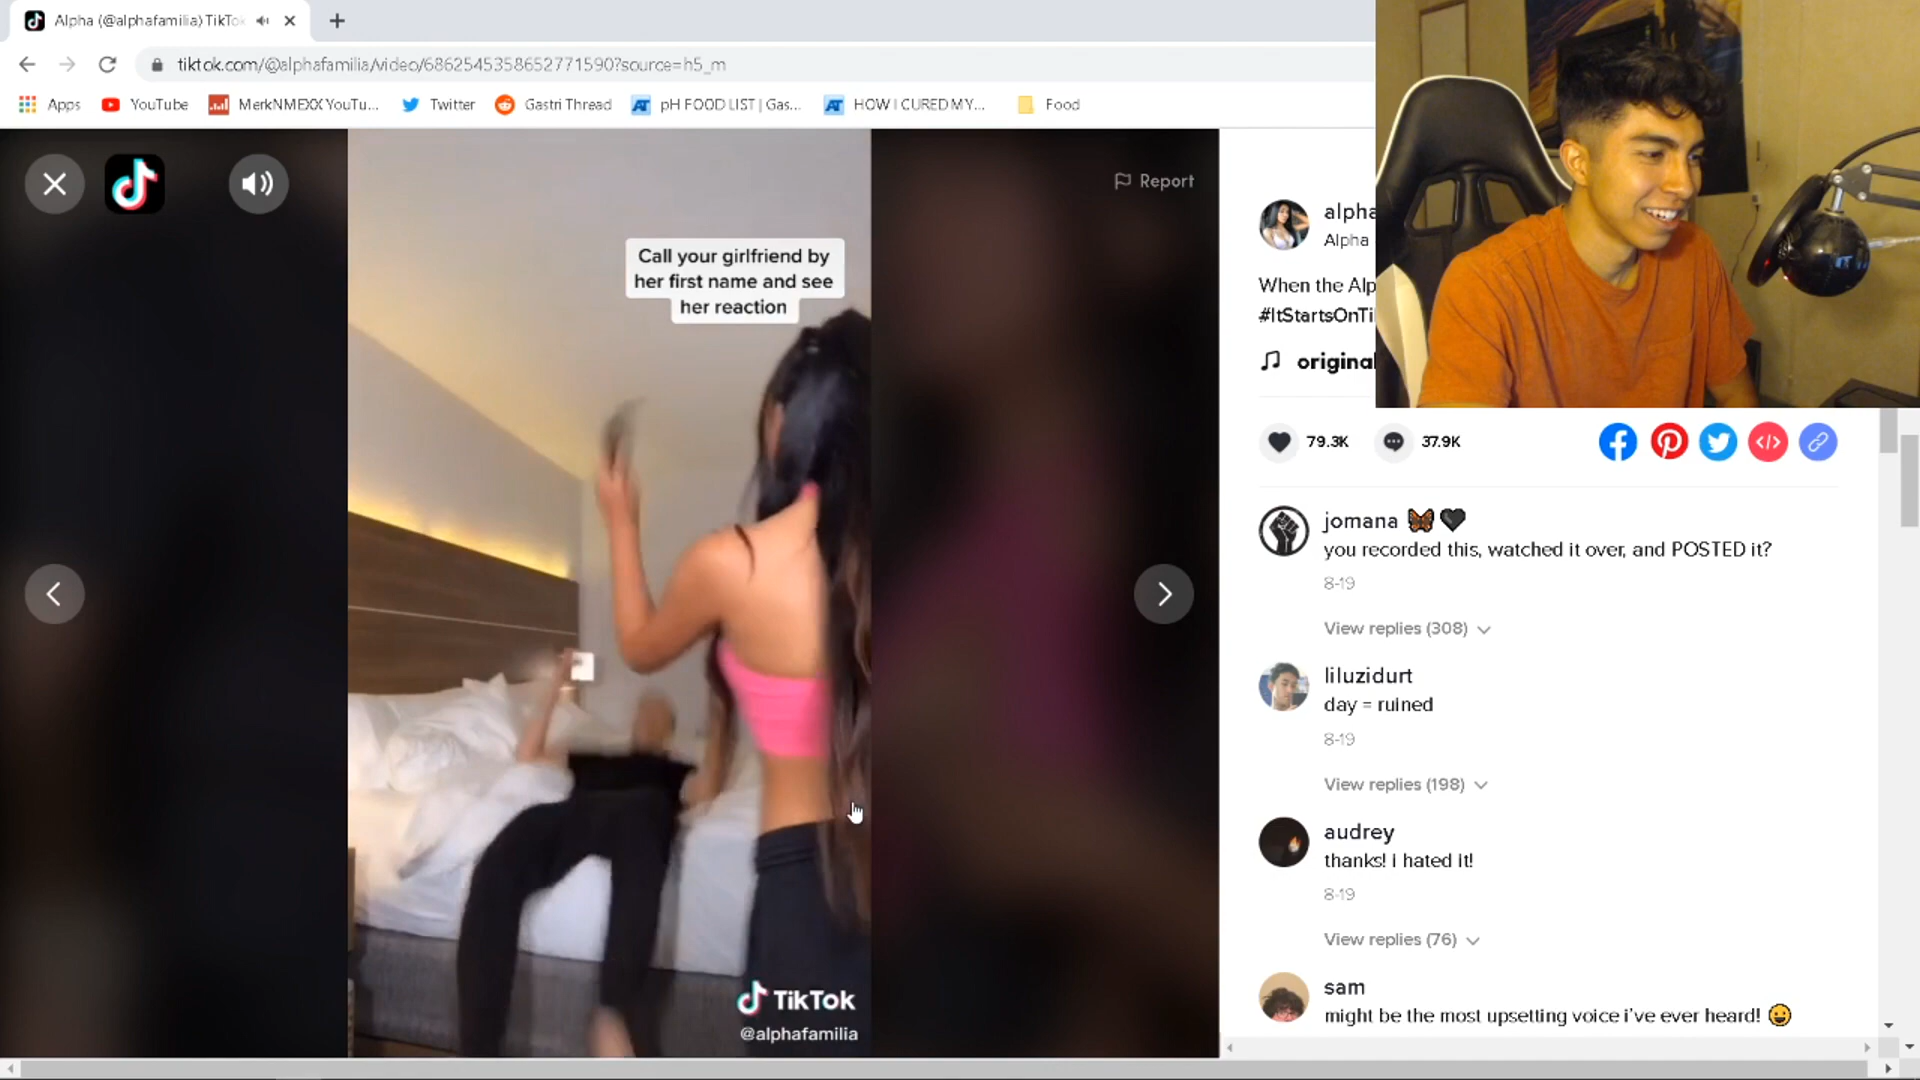 Alpha (@alphafamilia) TikTok
tiktok.com/@alphafamilia/video/6862545358652771590?source=h5_m
Apps
YouTube
MerkNMEXX YouTu...
Twitter
Gastri Thread
pH FOOD LIST | Gas...
HOW I CURED MY...
Food
Report
Call your girlfriend by
her first name and see
her reaction
TikTok
@alphafamilia
alpha
Alpha
When the Alp
#ItStartsOnTi
original
79.3K
37.9K
jomana
you recorded this, watched it over, and POSTED it?
8-19
View replies (308)
liluzidurt
day = ruined
8-19
View replies (198)
audrey
thanks! i hated it!
8-19
View replies (76)
sam
might be the most upsetting voice i've ever heard! 😀